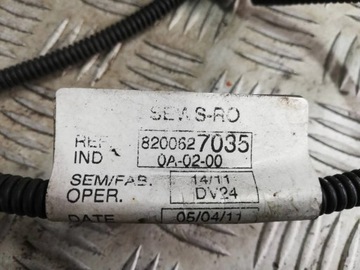 SEWS-RO
REF 8200627035
IND 0A-02-00
SEM/FAB. 14/11
OPER. DV24
DATE 05/04/11